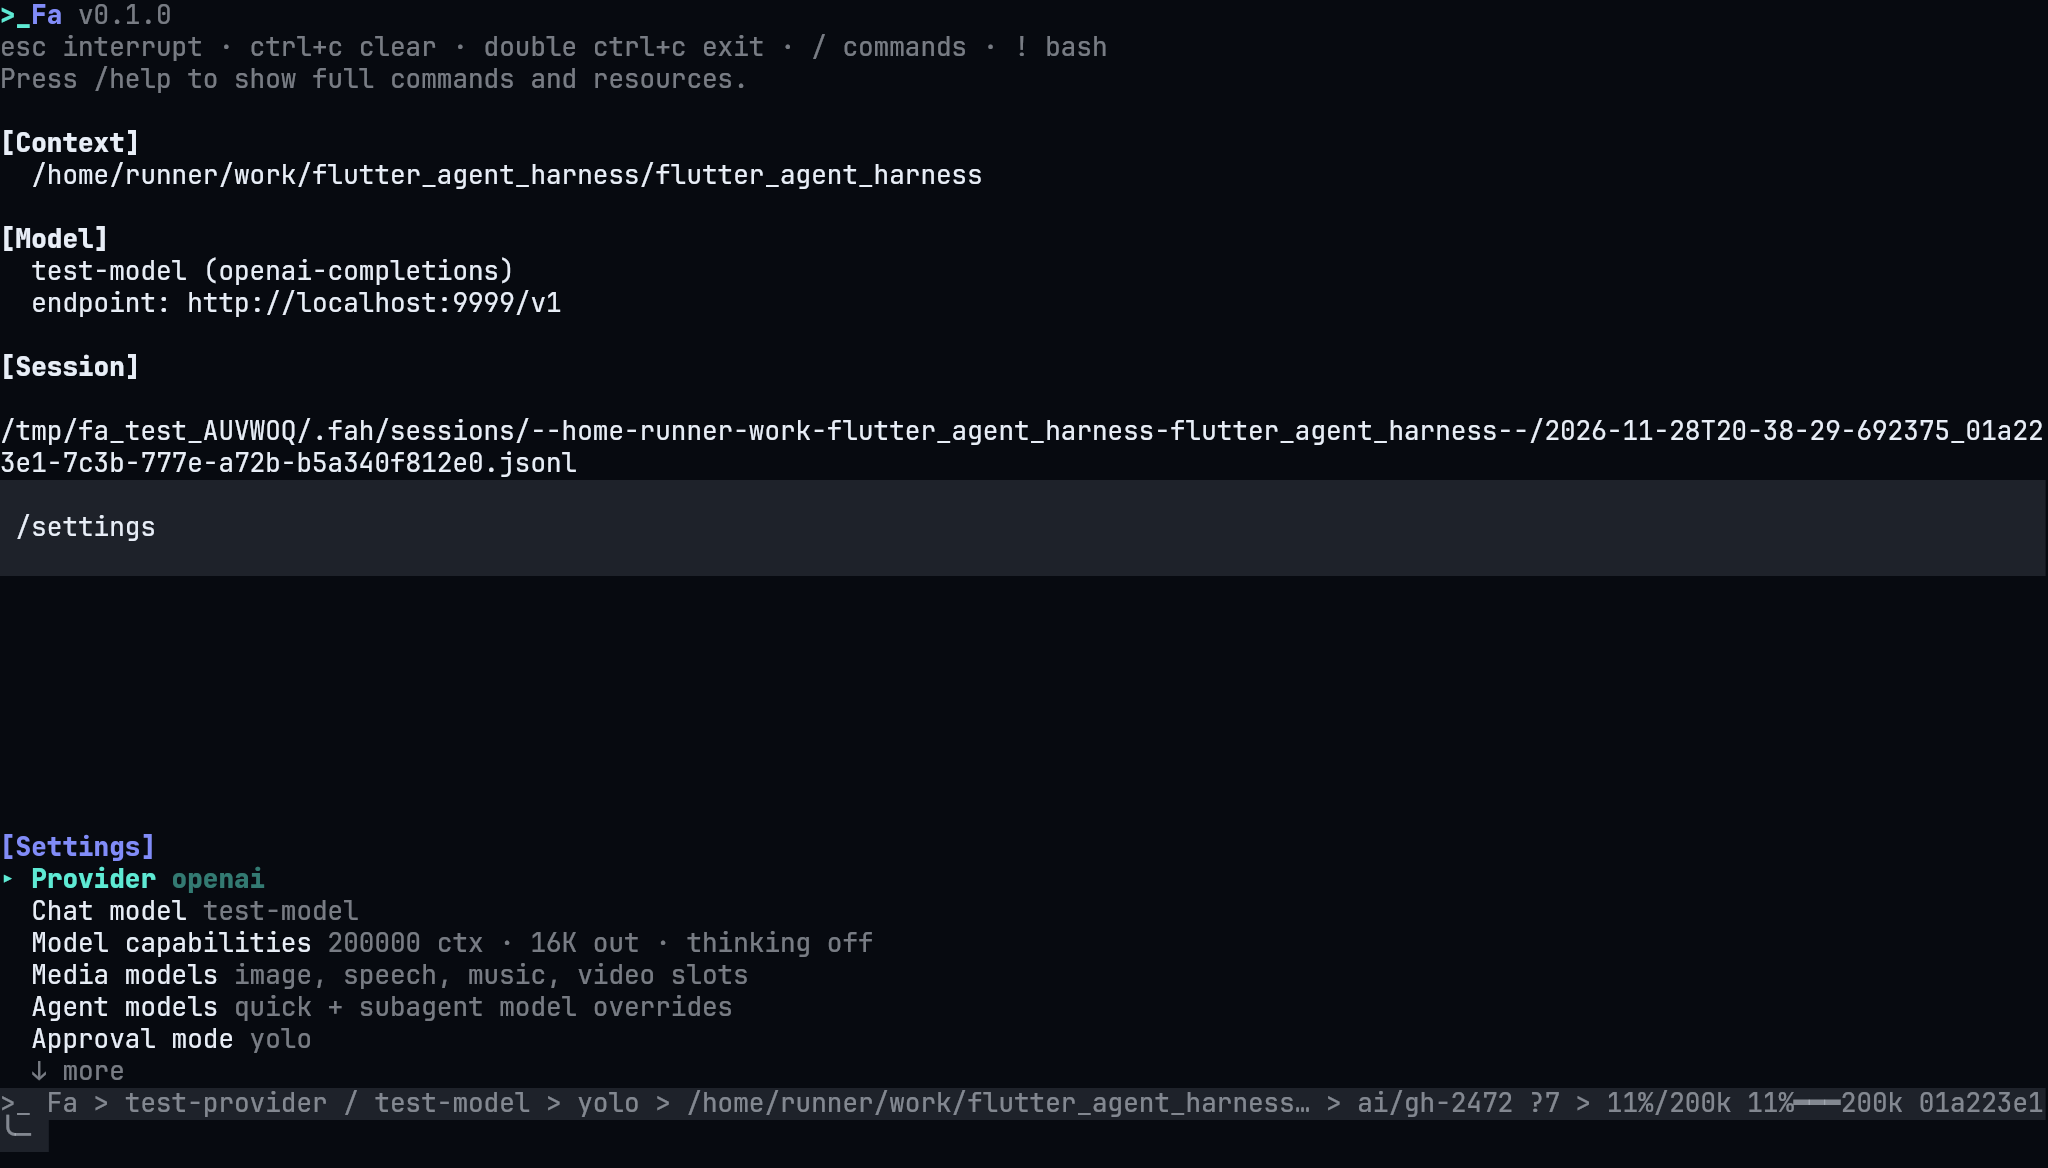 >_Fa v0.1.0
esc interrupt · ctrl+c clear · double ctrl+c exit · / commands · ! bash
Press /help to show full commands and resources.
[Context]
/home/runner/work/flutter_agent_harness/flutter_agent_harness
[Model]
test-model (openai-completions)
endpoint: http://localhost:9999/v1
[Session]
/tmp/fa_test_AUVWOQ/.fah/sessions/--home-runner-work-flutter_agent_harness-flutter_agent_harness--/2026-11-28T20-38-29-692375_01a22
3e1-7c3b-777e-a72b-b5a340f812e0.jsonl
/settings
[Settings]
▸ Provider openai
Chat model test-model
Model capabilities 200000 ctx · 16K out · thinking off
Media models image, speech, music, video slots
Agent models quick + subagent model overrides
Approval mode yolo
↓ more
>_ Fa > test-provider / test-model > yolo > /home/runner/work/flutter_agent_harness… > ai/gh-2472 ?7 > 11%/200k 11%━━━200k 01a223e1
╰─